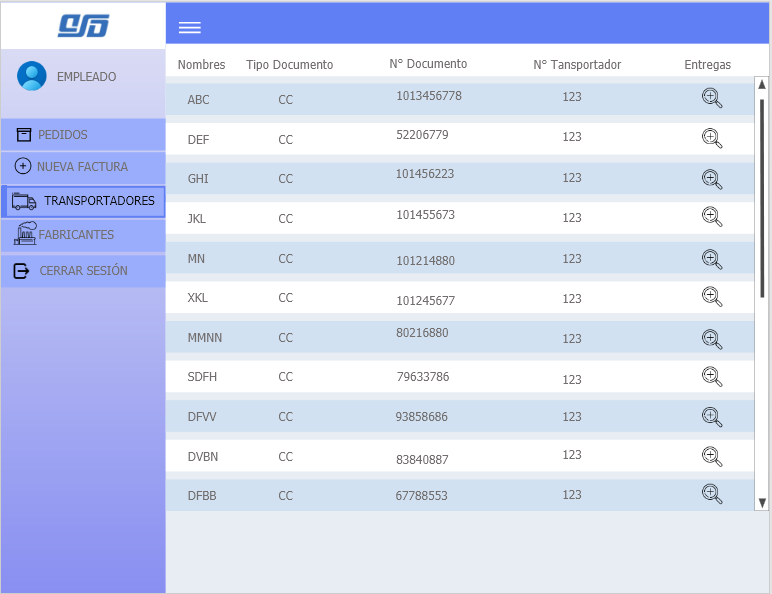 EMPLEADO
PEDIDOS
NUEVA FACTURA
TRANSPORTADORES
FABRICANTES
CERRAR SESIÓN
Nombres Tipo Documento N° Documento N° Tansportador Entregas
ABC CC 1013456778 123
DEF CC 52206779 123
GHI CC 101456223 123
JKL CC 101455673 123
MN CC 101214880 123
XKL CC 101245677 123
MMNN CC 80216880 123
SDFH CC 79633786 123
DFVV CC 93858686 123
DVBN CC 83840887 123
DFBB CC 67788553 123